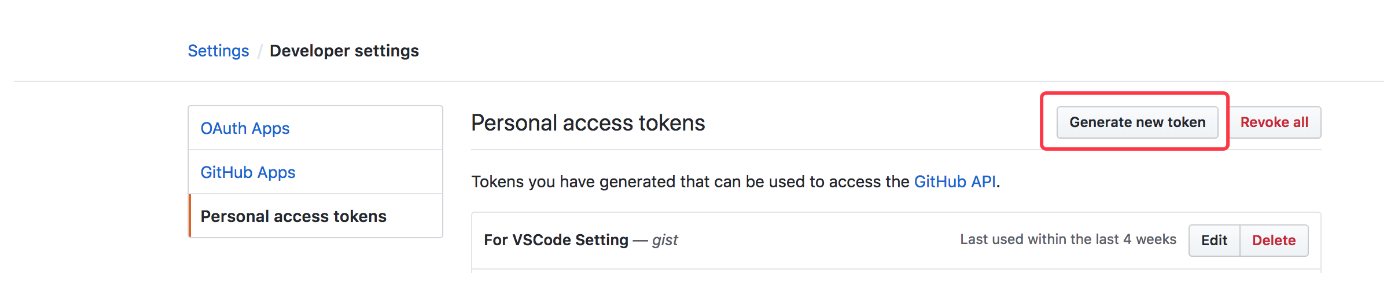 Settings / Developer settings
OAuth Apps
GitHub Apps
Personal access tokens
Personal access tokens
Generate new token
Revoke all
Tokens you have generated that can be used to access the GitHub API.
For VSCode Setting — gist
Last used within the last 4 weeks
Edit
Delete